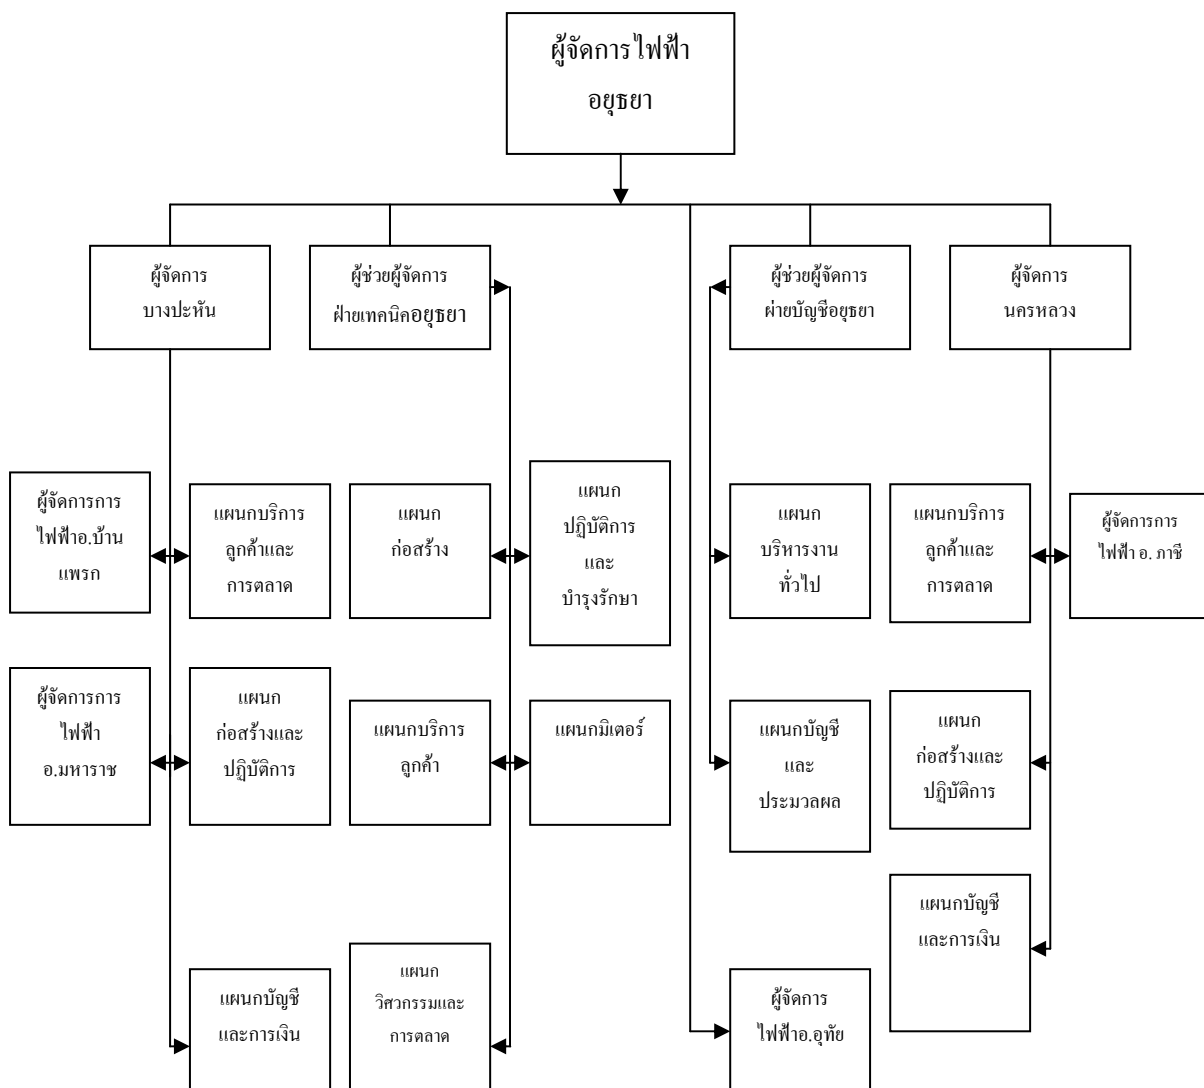 ผู้จัดการไฟฟ้า
อยุธยา
ผู้จัดการ
บางปะหัน
ผู้ช่วยผู้จัดการ
ฝ่ายเทคนิคอยุธยา
ผู้ช่วยผู้จัดการ
ผ่ายบัญชีอยุธยา
ผู้จัดการ
นครหลวง
ผู้จัดการการ
ไฟฟ้าอ.บ้าน
แพรก
แผนกบริการ
ลูกค้าและ
การตลาด
แผนก
ก่อสร้าง
แผนก
ปฏิบัติการ
และ
บำรุงรักษา
แผนก
บริหารงาน
ทั่วไป
แผนกบริการ
ลูกค้าและ
การตลาด
ผู้จัดการการ
ไฟฟ้า อ. ภาชี
ผู้จัดการการ
ไฟฟ้า
อ.มหาราช
แผนก
ก่อสร้างและ
ปฏิบัติการ
แผนกบริการ
ลูกค้า
แผนกมิเตอร์
แผนกบัญชี
และ
ประมวลผล
แผนก
ก่อสร้างและ
ปฏิบัติการ
แผนกบัญชี
และการเงิน
แผนกบัญชี
และการเงิน
แผนก
วิศวกรรมและ
การตลาด
ผู้จัดการ
ไฟฟ้าอ.อุทัย